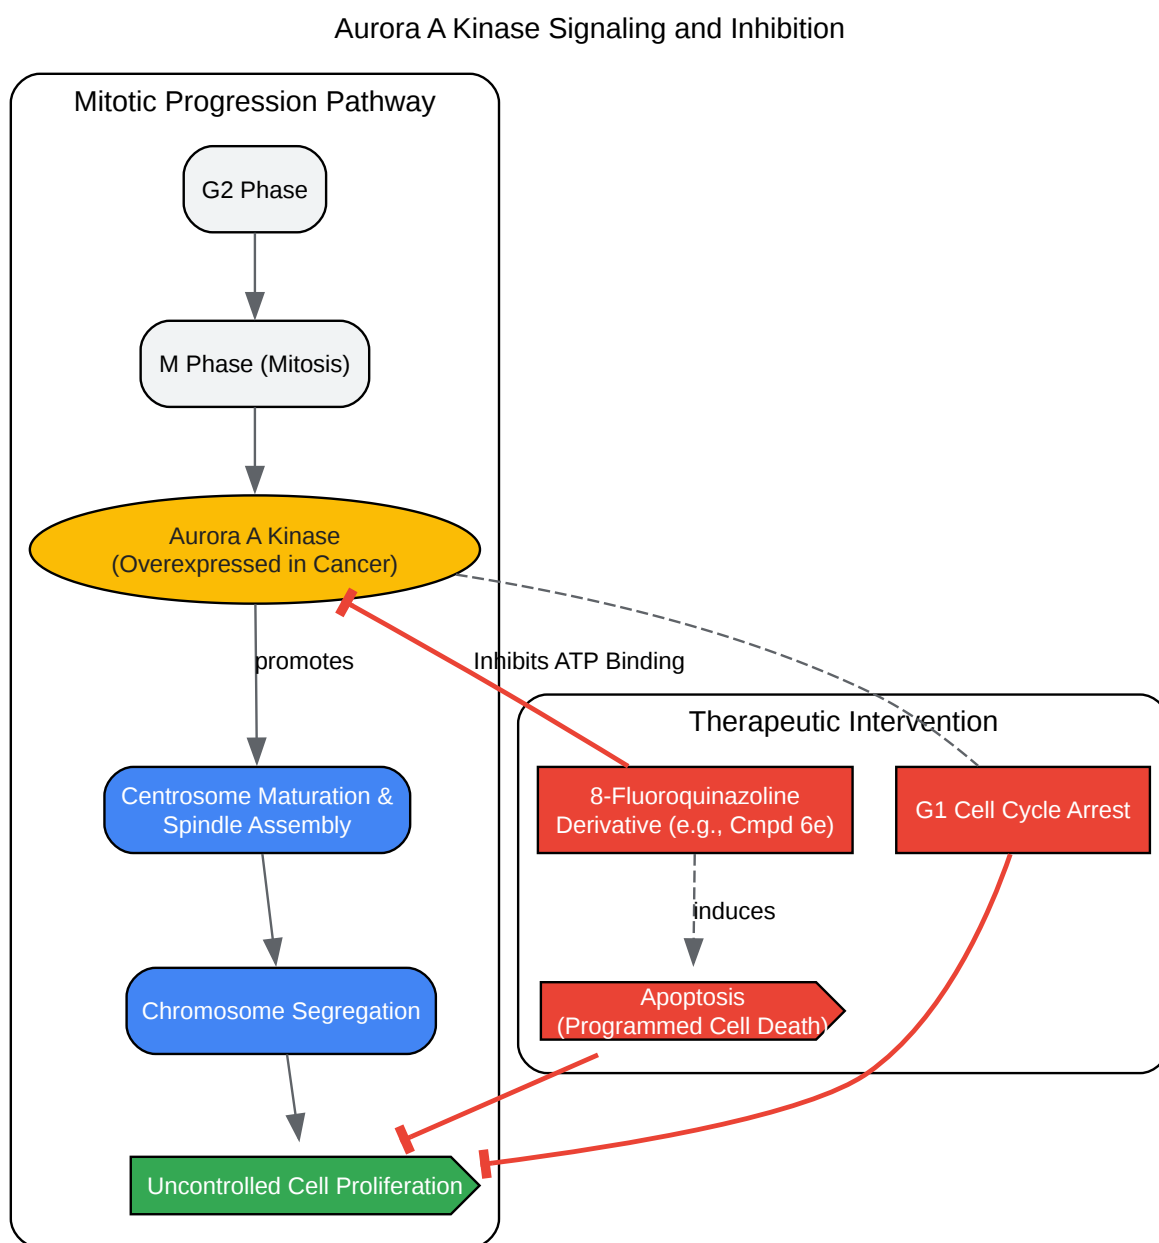 Aurora A Kinase Signaling and Inhibition
Mitotic Progression Pathway
G2 Phase
M Phase (Mitosis)
Aurora A Kinase
(Overexpressed in Cancer)
promotes
Inhibits ATP Binding
Therapeutic Intervention
Centrosome Maturation &
Spindle Assembly
8-Fluoroquinazoline
Derivative (e.g., Cmpd 6e)
G1 Cell Cycle Arrest
induces
Chromosome Segregation
Apoptosis
(Programmed Cell Death)
Uncontrolled Cell Proliferation